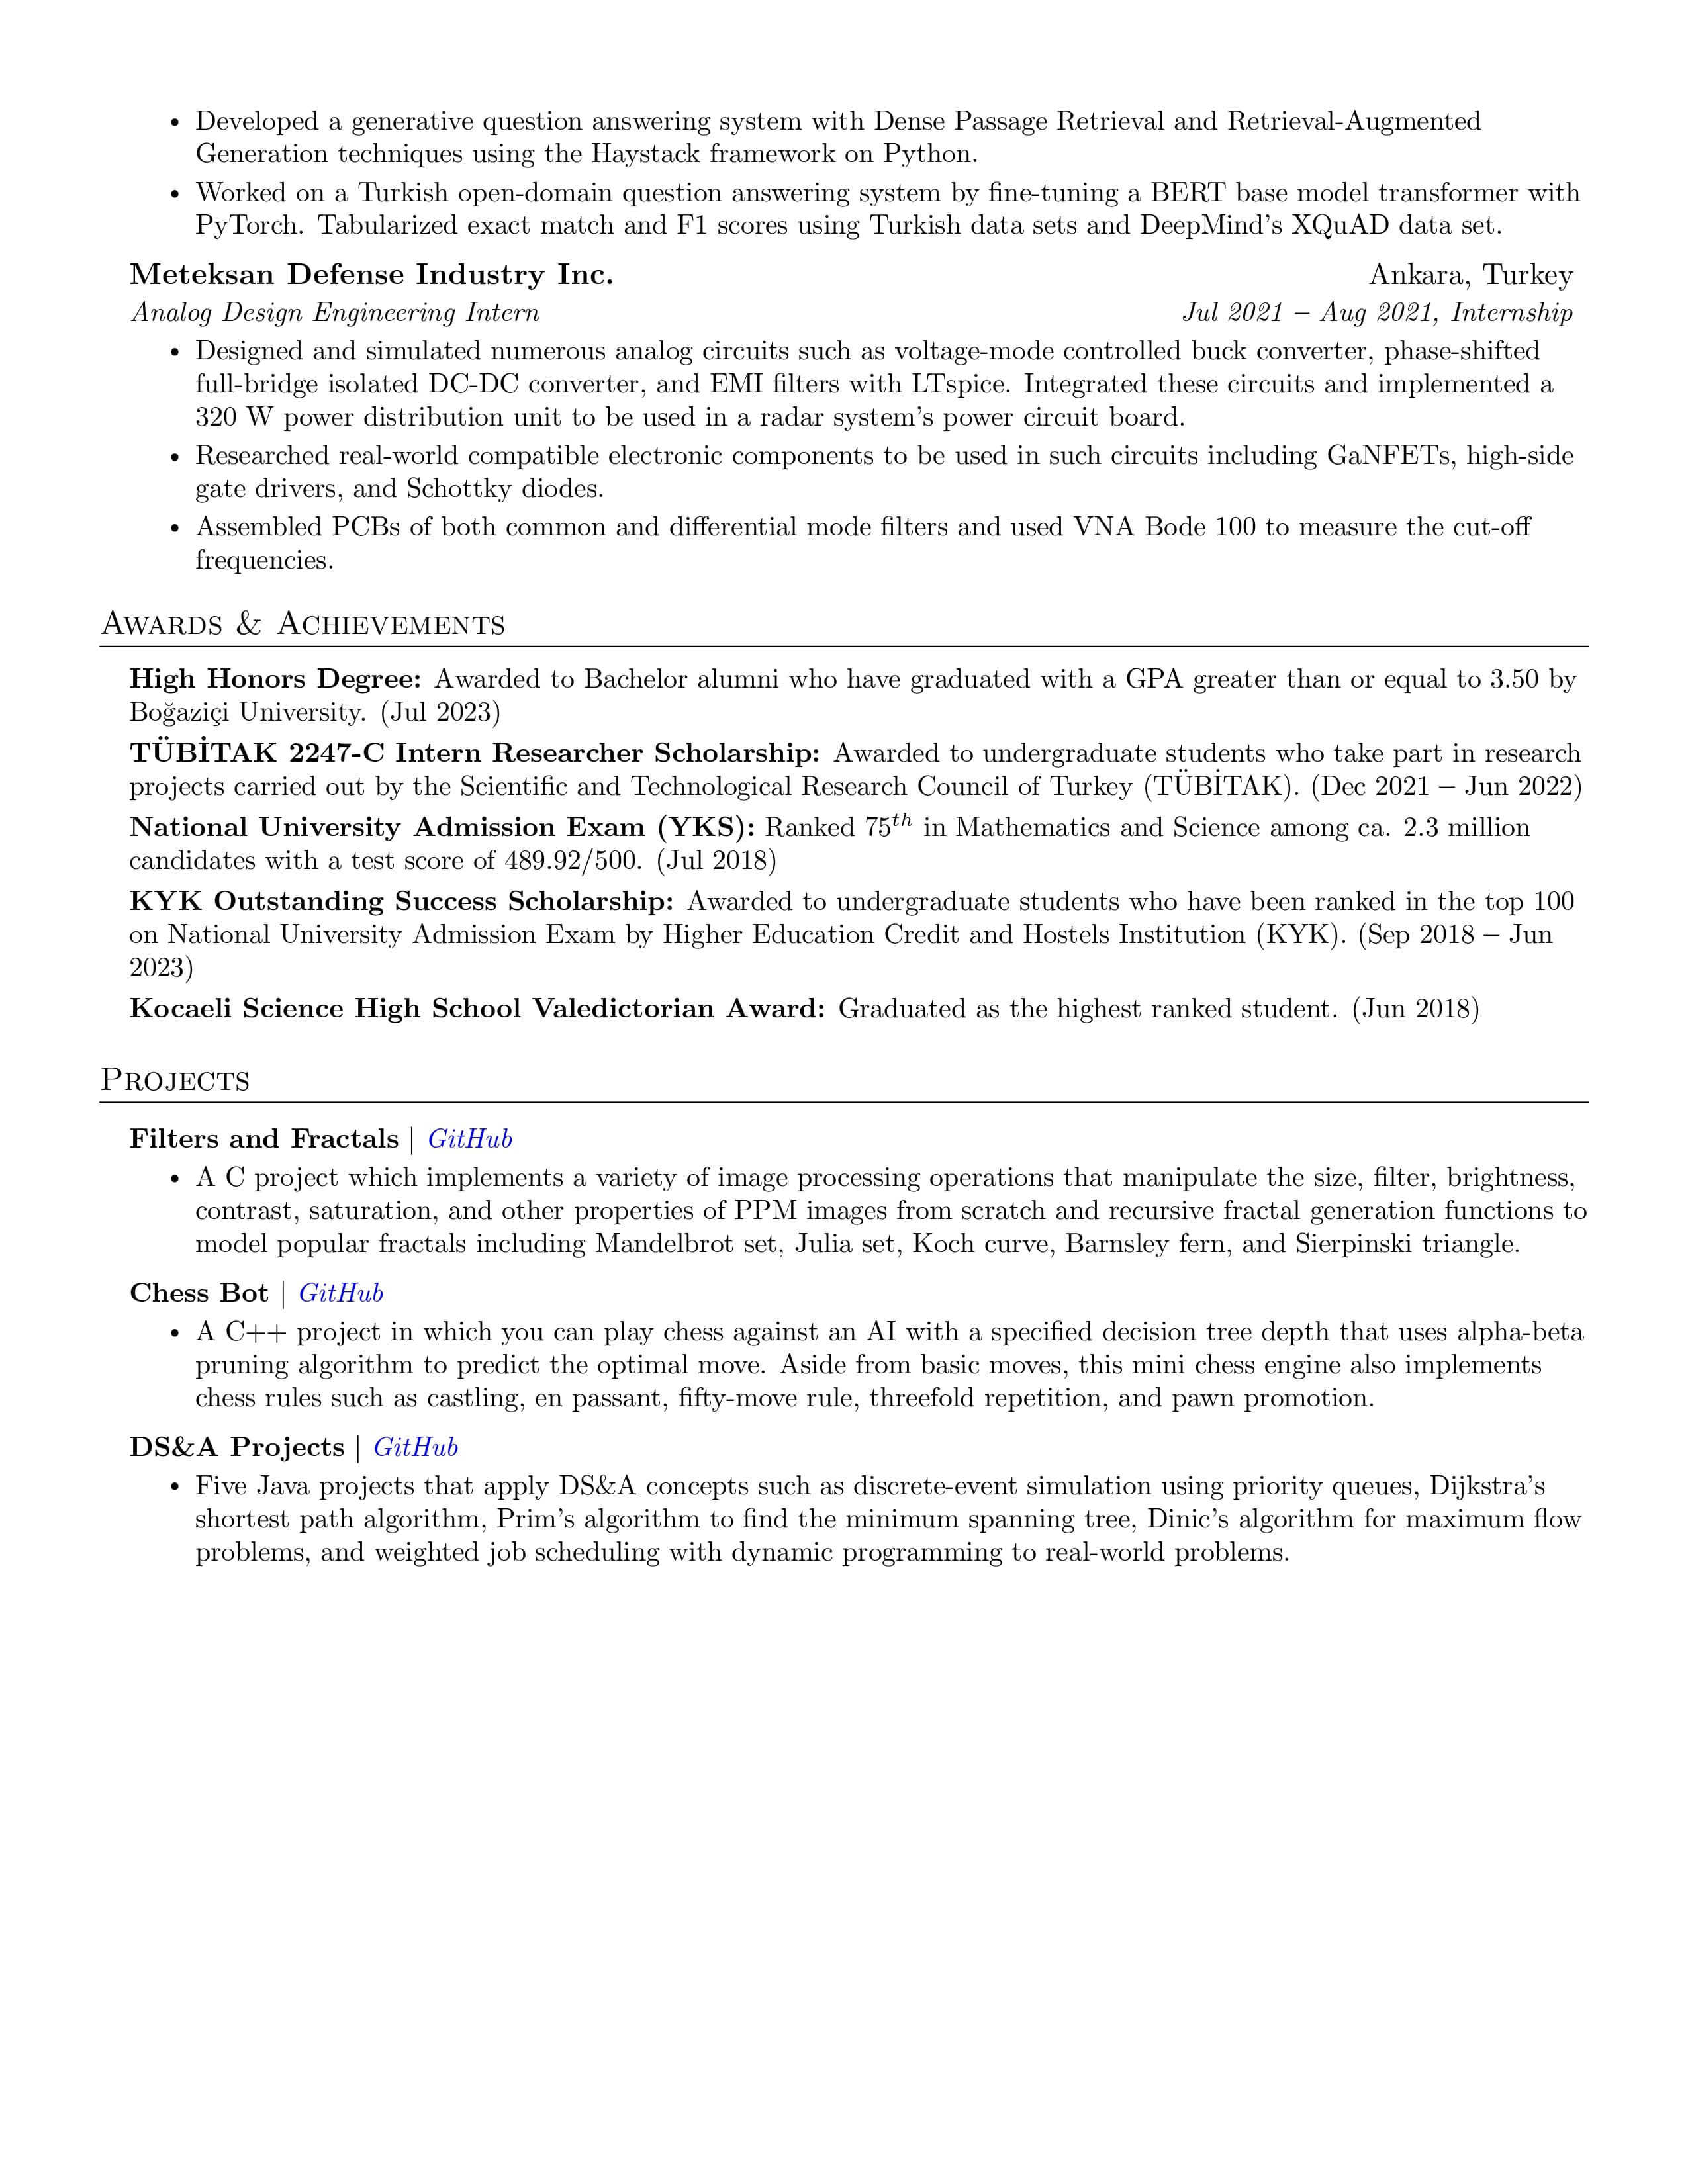 • Developed a generative question answering system with Dense Passage Retrieval and Retrieval-Augmented
Generation techniques using the Haystack framework on Python.
• Worked on a Turkish open-domain question answering system by fine-tuning a BERT base model transformer with
PyTorch. Tabularized exact match and F1 scores using Turkish data sets and DeepMind's XQuAD data set.
Meteksan Defense Industry Inc. Ankara, Turkey
Analog Design Engineering Intern Jul 2021 – Aug 2021, Internship
• Designed and simulated numerous analog circuits such as voltage-mode controlled buck converter, phase-shifted
full-bridge isolated DC-DC converter, and EMI filters with LTspice. Integrated these circuits and implemented a
320 W power distribution unit to be used in a radar system's power circuit board.
• Researched real-world compatible electronic components to be used in such circuits including GaNFETs, high-side
gate drivers, and Schottky diodes.
• Assembled PCBs of both common and differential mode filters and used VNA Bode 100 to measure the cut-off
frequencies.
Awards & Achievements
High Honors Degree: Awarded to Bachelor alumni who have graduated with a GPA greater than or equal to 3.50 by
Boğaziçi University. (Jul 2023)
TÜBİTAK 2247-C Intern Researcher Scholarship: Awarded to undergraduate students who take part in research
projects carried out by the Scientific and Technological Research Council of Turkey (TÜBİTAK). (Dec 2021 – Jun 2022)
National University Admission Exam (YKS): Ranked 75th in Mathematics and Science among ca. 2.3 million
candidates with a test score of 489.92/500. (Jul 2018)
KYK Outstanding Success Scholarship: Awarded to undergraduate students who have been ranked in the top 100
on National University Admission Exam by Higher Education Credit and Hostels Institution (KYK). (Sep 2018 – Jun
2023)
Kocaeli Science High School Valedictorian Award: Graduated as the highest ranked student. (Jun 2018)
Projects
Filters and Fractals | GitHub
• A C project which implements a variety of image processing operations that manipulate the size, filter, brightness,
contrast, saturation, and other properties of PPM images from scratch and recursive fractal generation functions to
model popular fractals including Mandelbrot set, Julia set, Koch curve, Barnsley fern, and Sierpinski triangle.
Chess Bot | GitHub
• A C++ project in which you can play chess against an AI with a specified decision tree depth that uses alpha-beta
pruning algorithm to predict the optimal move. Aside from basic moves, this mini chess engine also implements
chess rules such as castling, en passant, fifty-move rule, threefold repetition, and pawn promotion.
DS&A Projects | GitHub
• Five Java projects that apply DS&A concepts such as discrete-event simulation using priority queues, Dijkstra's
shortest path algorithm, Prim's algorithm to find the minimum spanning tree, Dinic's algorithm for maximum flow
problems, and weighted job scheduling with dynamic programming to real-world problems.